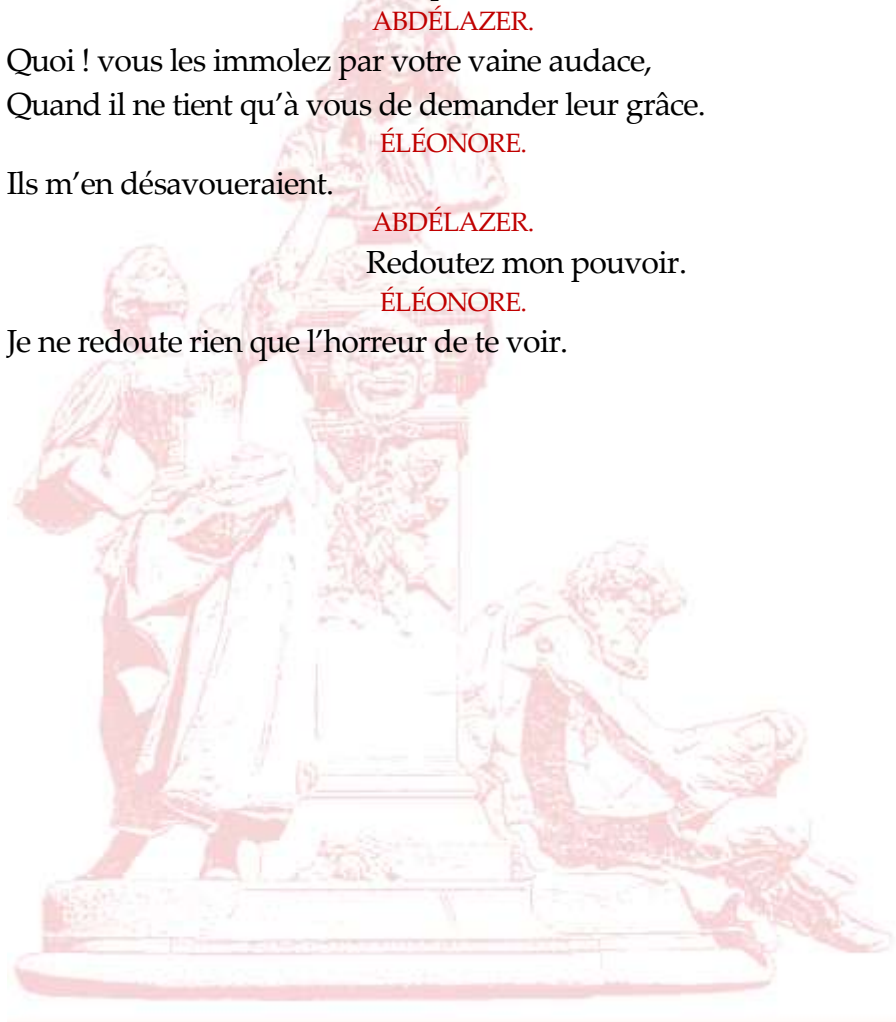 ABDÉLAZER.
Quoi ! vous les immolez par votre vaine audace,
Quand il ne tient qu’à vous de demander leur grâce.
ÉLÉONORE.
Ils m’en désavoueraient.
ABDÉLAZER.
Redoutez mon pouvoir.
ÉLÉONORE.
Je ne redoute rien que l’horreur de te voir.